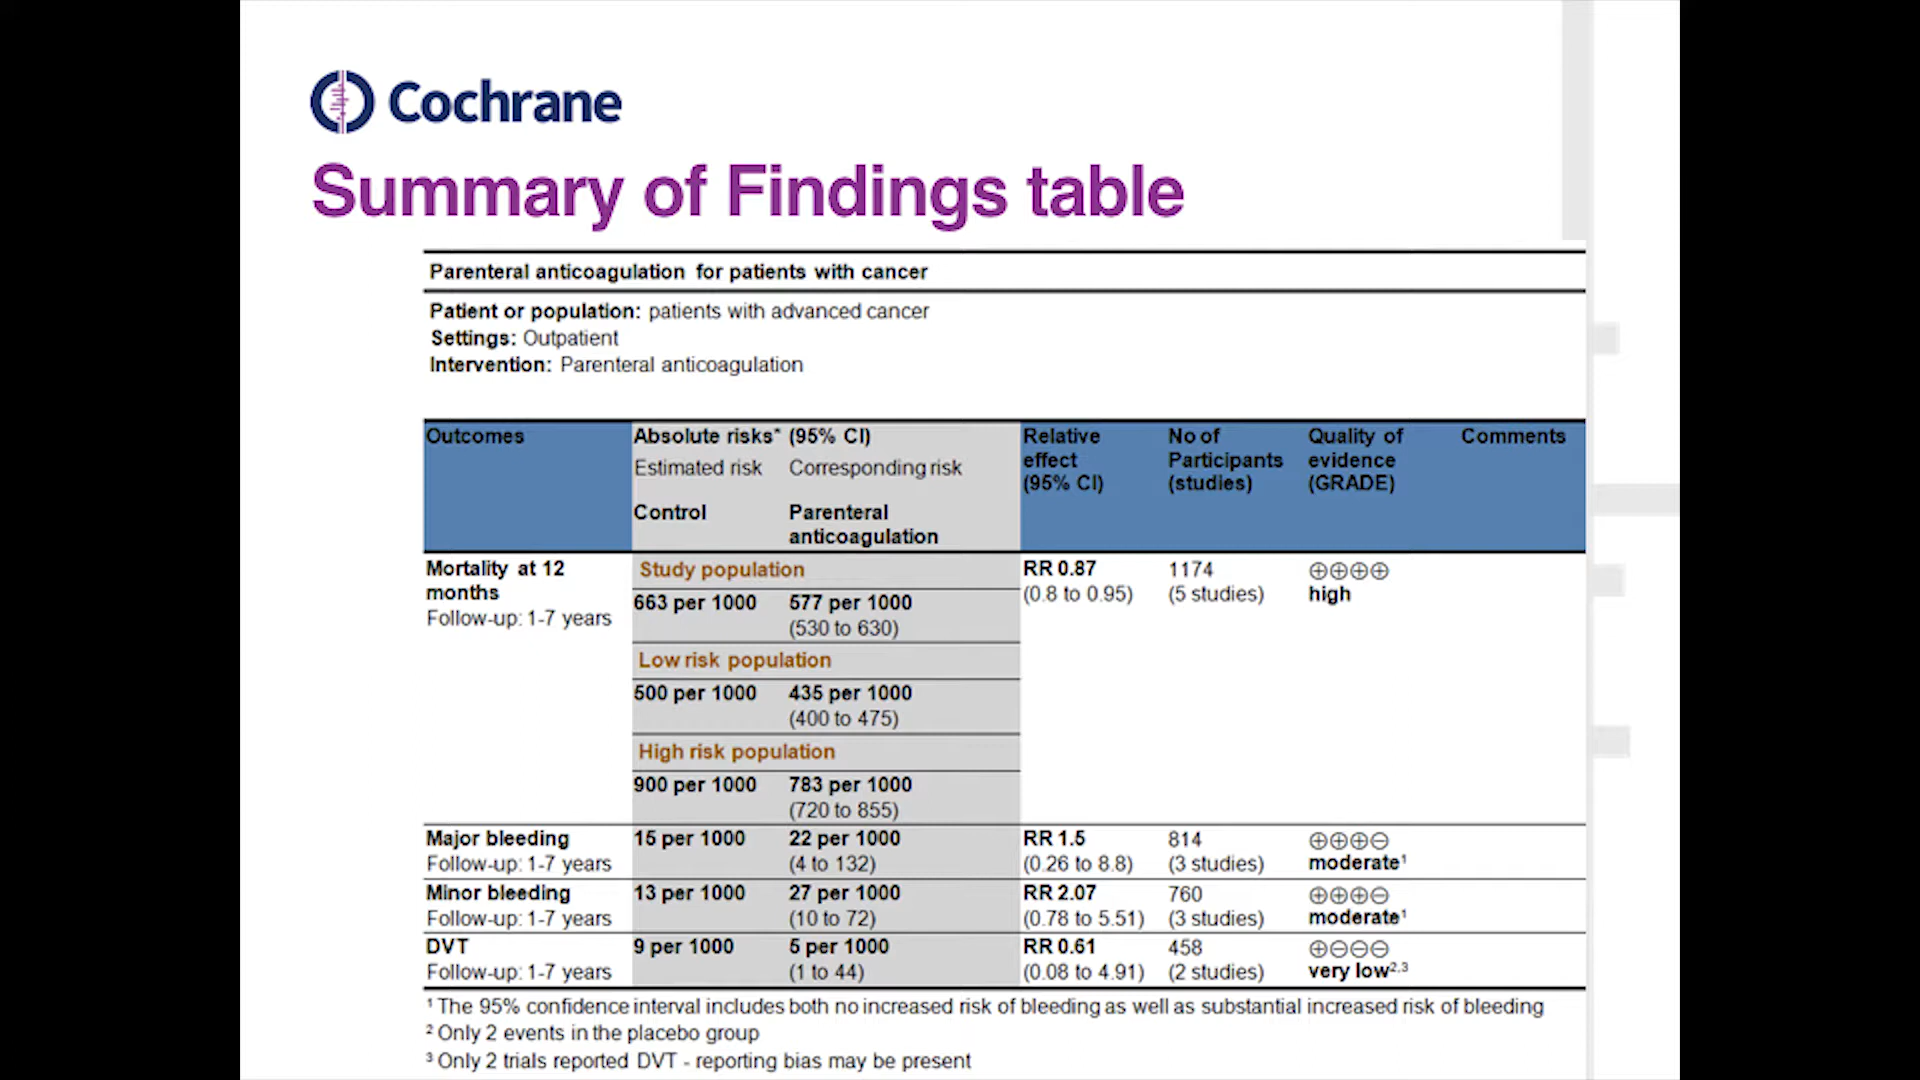 Cochrane
Summary of Findings table
Parenteral anticoagulation for patients with cancer
Patient or population: patients with advanced cancer
Settings: Outpatient
Intervention: Parenteral anticoagulation
Outcomes
Absolute risks* (95% CI)
Estimated risk Corresponding risk
Control Parenteral
anticoagulation
Relative
effect
(95% CI)
No of
Participants
(studies)
Quality of
evidence
(GRADE)
Comments
Mortality at 12
months
Follow-up: 1-7 years
Study population
663 per 1000 577 per 1000
(530 to 630)
Low risk population
500 per 1000 435 per 1000
(400 to 475)
High risk population
900 per 1000 783 per 1000
(720 to 855)
RR 0.87
(0.8 to 0.95)
1174
(5 studies)
⊕⊕⊕⊕
high
Major bleeding 15 per 1000 22 per 1000 RR 1.5 814 ⊕⊕⊕⊖
Follow-up: 1-7 years (4 to 132) (0.26 to 8.8) (3 studies) moderate¹
Minor bleeding 13 per 1000 27 per 1000 RR 2.07 760 ⊕⊕⊕⊖
Follow-up: 1-7 years (10 to 72) (0.78 to 5.51) (3 studies) moderate¹
DVT 9 per 1000 5 per 1000 RR 0.61 458 ⊕⊖⊖⊖
Follow-up: 1-7 years (1 to 44) (0.08 to 4.91) (2 studies) very low²,³
¹ The 95% confidence interval includes both no increased risk of bleeding as well as substantial increased risk of bleeding
² Only 2 events in the placebo group
³ Only 2 trials reported DVT - reporting bias may be present